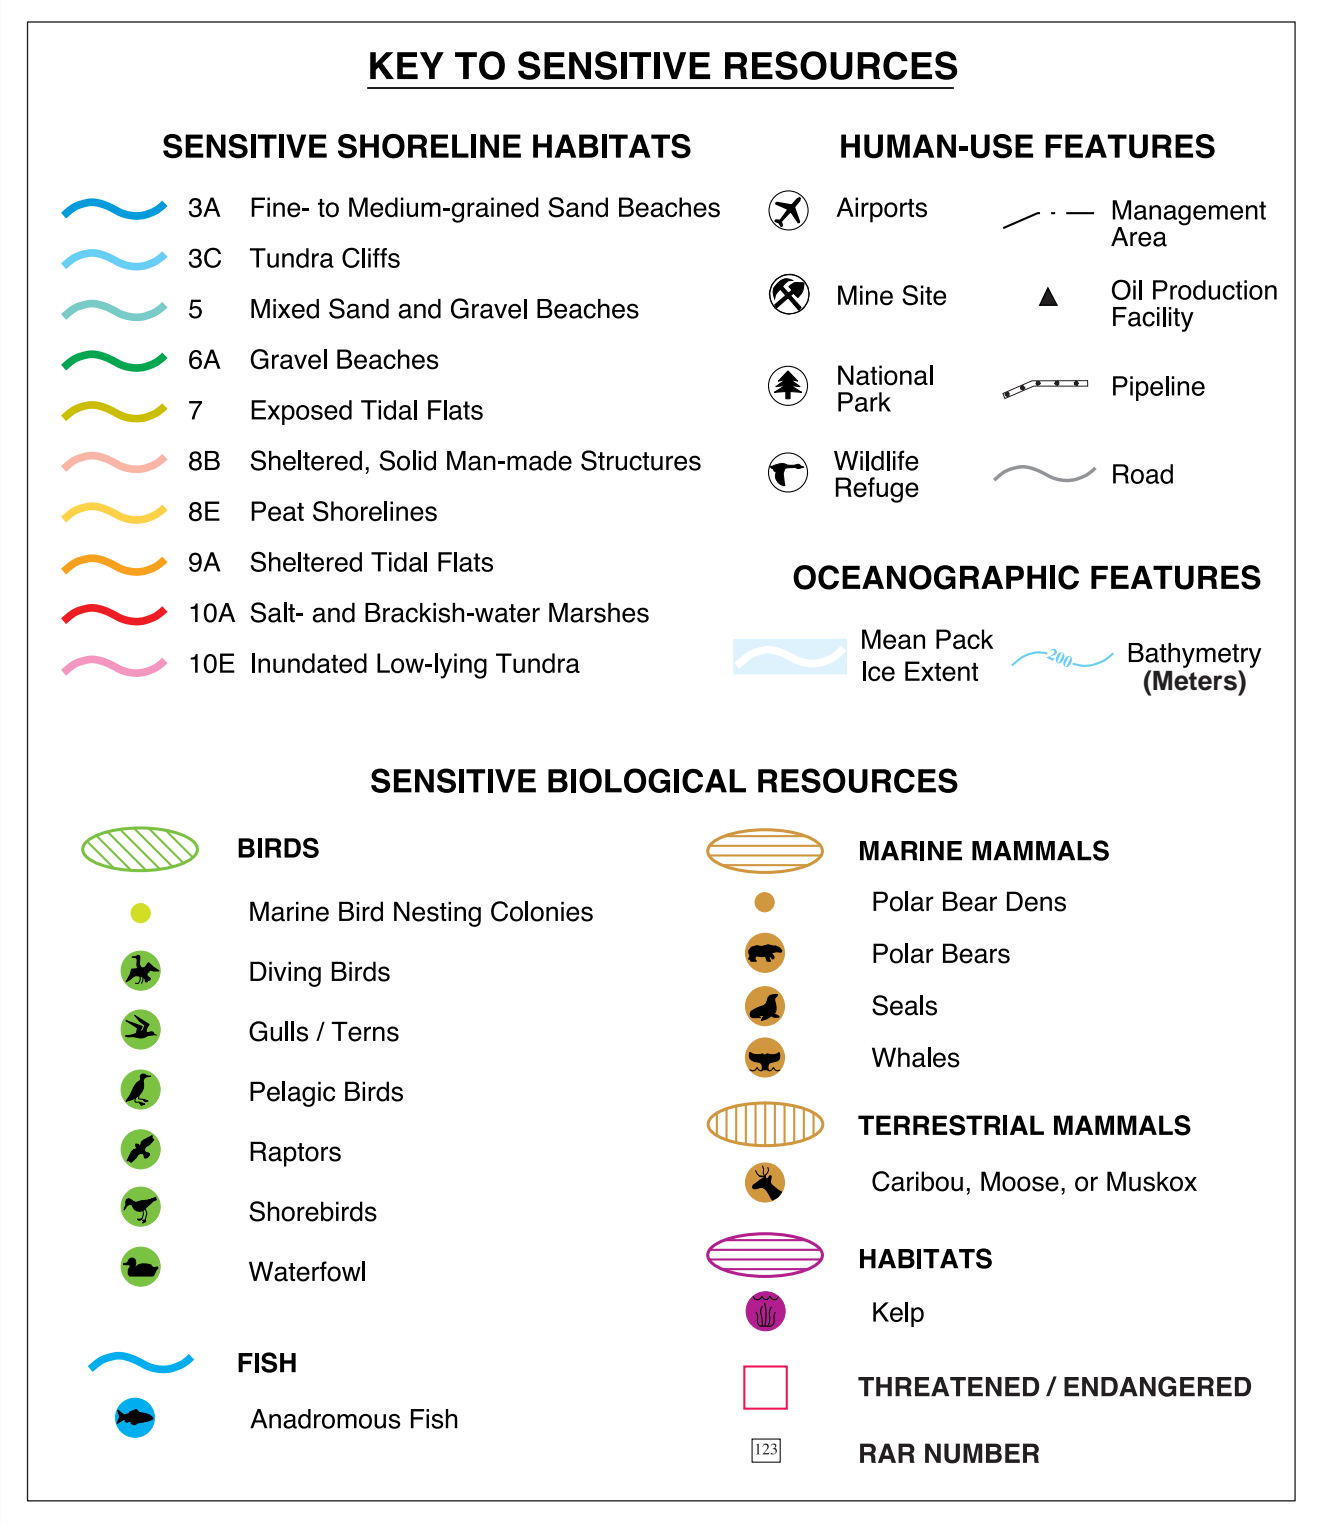 KEY TO SENSITIVE RESOURCES
SENSITIVE SHORELINE HABITATS
3A Fine- to Medium-grained Sand Beaches
3C Tundra Cliffs
5 Mixed Sand and Gravel Beaches
6A Gravel Beaches
7 Exposed Tidal Flats
8B Sheltered, Solid Man-made Structures
8E Peat Shorelines
9A Sheltered Tidal Flats
10A Salt- and Brackish-water Marshes
10E Inundated Low-lying Tundra
HUMAN-USE FEATURES
Airports
Mine Site
National
Park
Wildlife
Refuge
Management
Area
Oil Production
Facility
Pipeline
Road
OCEANOGRAPHIC FEATURES
Mean Pack
Ice Extent
200
Bathymetry
(Meters)
SENSITIVE BIOLOGICAL RESOURCES
BIRDS
Marine Bird Nesting Colonies
Diving Birds
Gulls / Terns
Pelagic Birds
Raptors
Shorebirds
Waterfowl
FISH
Anadromous Fish
MARINE MAMMALS
Polar Bear Dens
Polar Bears
Seals
Whales
TERRESTRIAL MAMMALS
Caribou, Moose, or Muskox
HABITATS
Kelp
THREATENED / ENDANGERED
123
RAR NUMBER